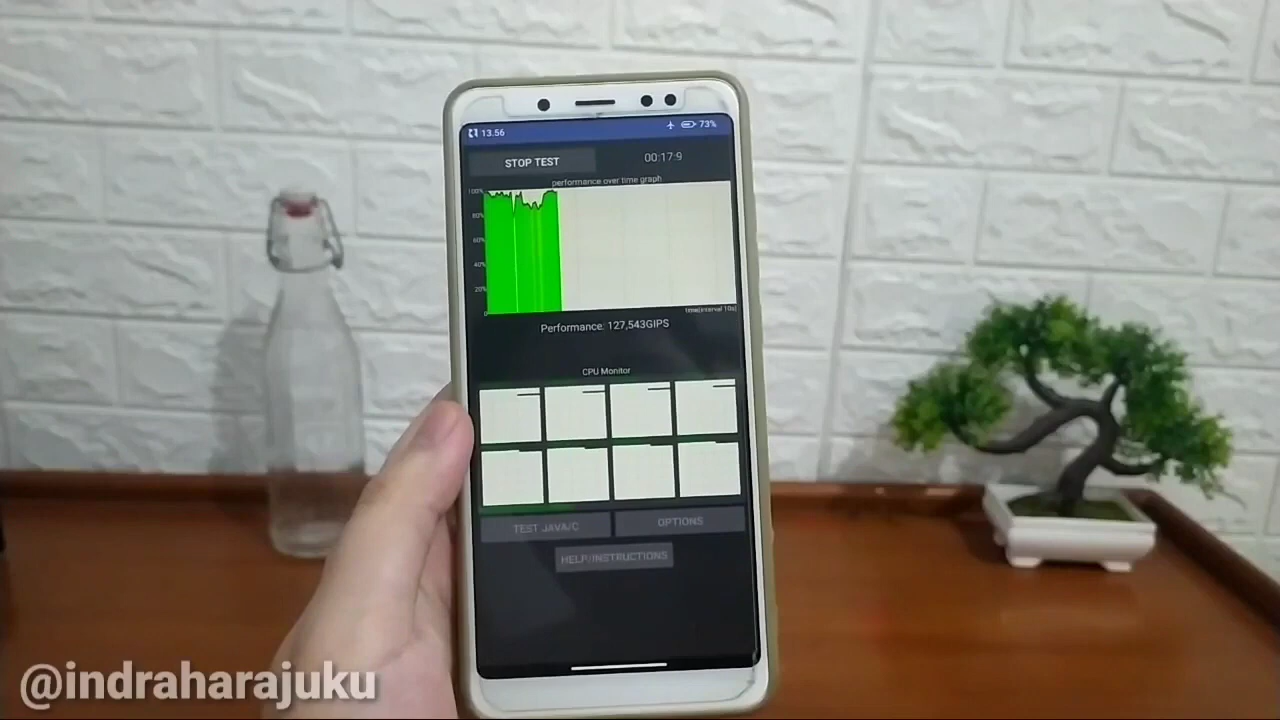 13.56 73%
STOP TEST 00:17:9
performance over time graph
100%
80%
60%
40%
20%
0
time(interval 10s)
Performance: 127,543GIPS
CPU Monitor
TEST JAVA/C OPTIONS
HELP/INSTRUCTIONS
@indraharajuku